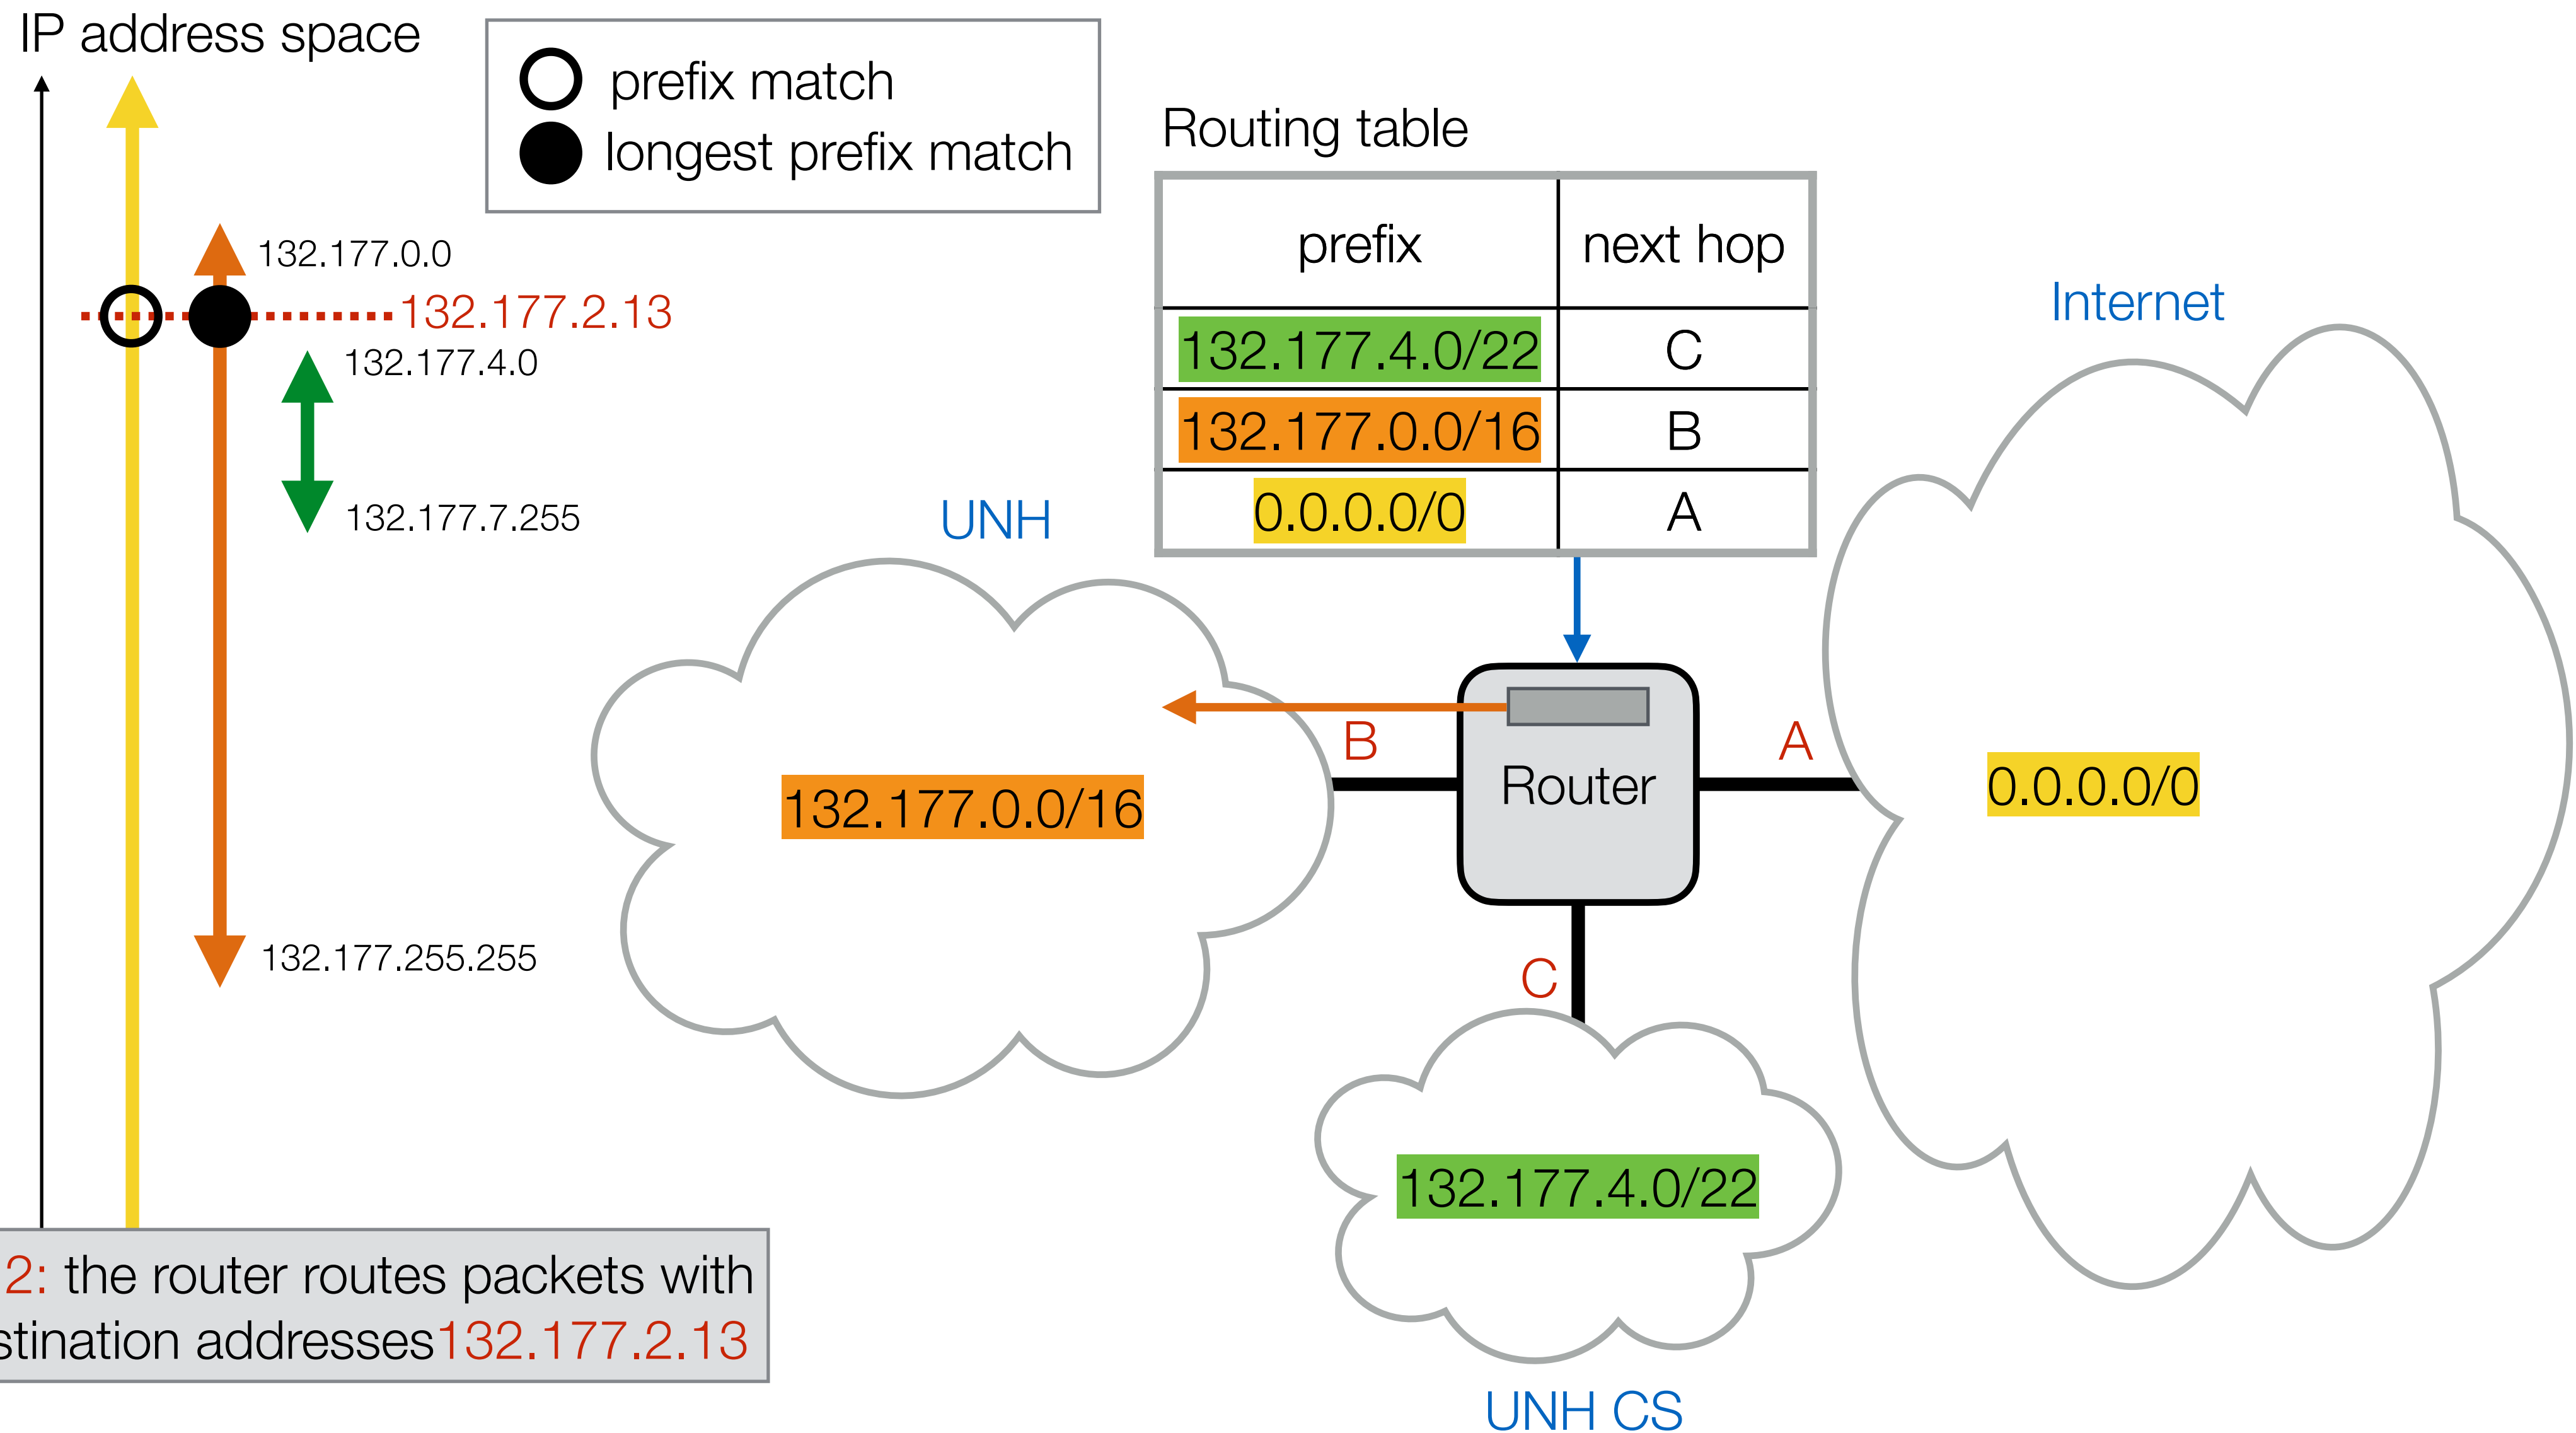 IP address space
prefix match
longest prefix match
132.177.0.0
132.177.2.13
132.177.4.0
132.177.7.255
132.177.255.255
Routing table
prefix next hop
132.177.4.0/22 C
132.177.0.0/16 B
0.0.0.0/0 A
Internet
UNH
B
A
Router
132.177.0.0/16
0.0.0.0/0
C
132.177.4.0/22
UNH CS
2: the router routes packets with
stination addresses132.177.2.13